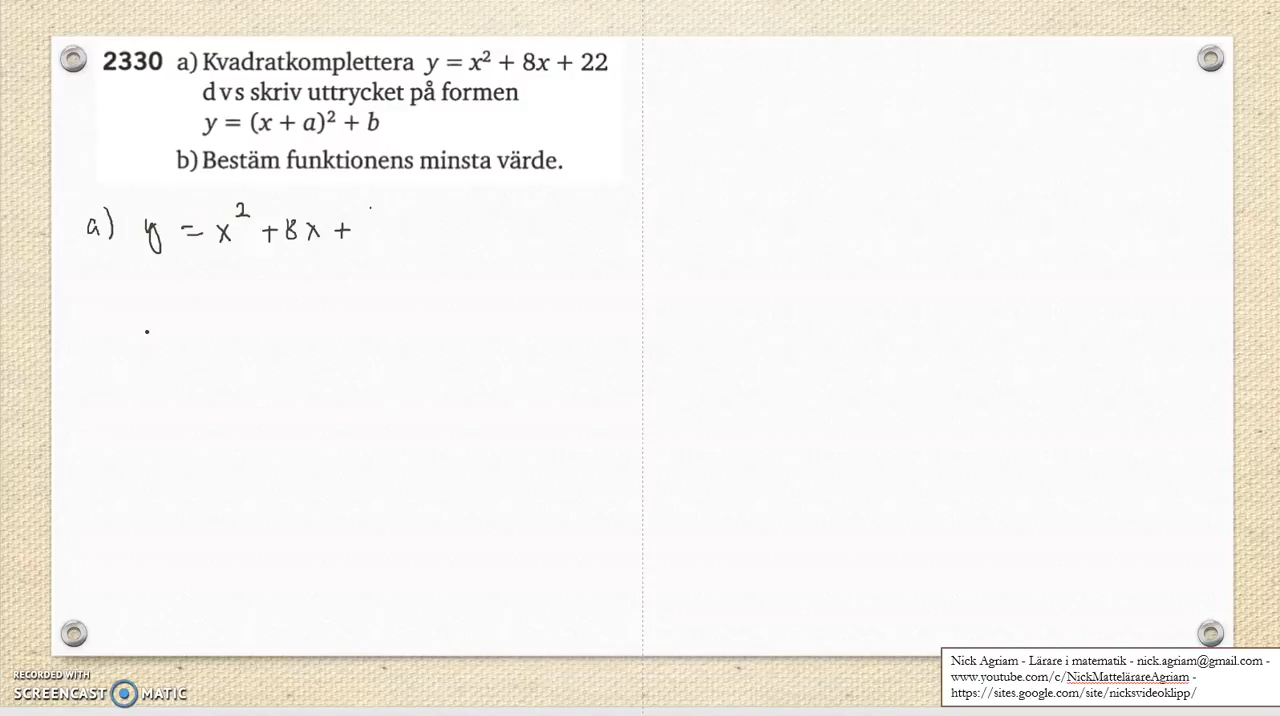 2330 a) Kvadratkomplettera y = x² + 8x + 22
d v s skriv uttrycket på formen
y = (x + a)² + b
b) Bestäm funktionens minsta värde.
a) y = x² + 8x +
RECORDED WITH
SCREENCAST MATIC
Nick Agriam - Lärare i matematik - nick.agriam@gmail.com -
www.youtube.com/c/NickMattelärareAgriam -
https://sites.google.com/site/nicksvideoklipp/